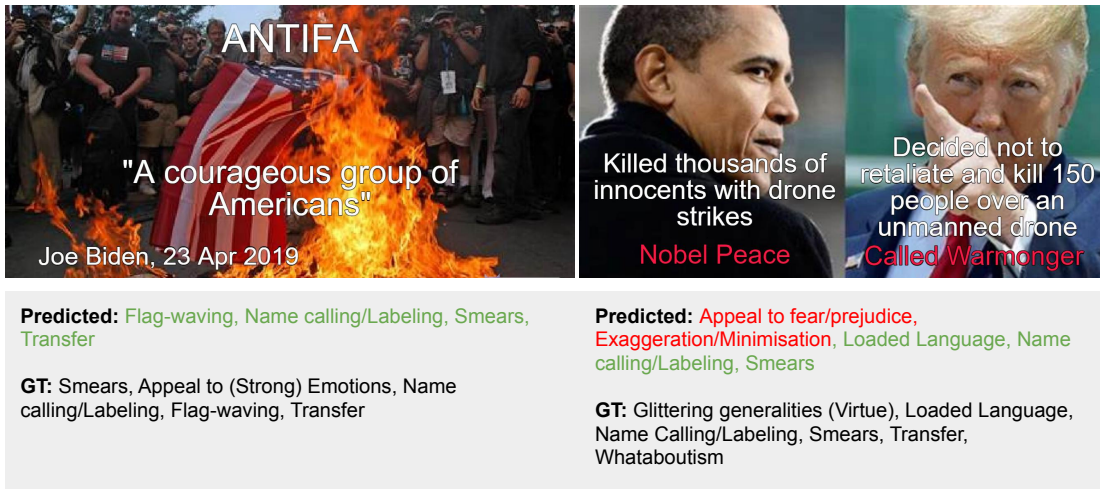 ANTIFA
"A courageous group of
Americans"
Joe Biden, 23 Apr 2019
Killed thousands of
innocents with drone
strikes
Nobel Peace
Decided not to
retaliate and kill 150
people over an
unmanned drone
Called Warmonger
Predicted: Flag-waving, Name calling/Labeling, Smears,
Transfer
GT: Smears, Appeal to (Strong) Emotions, Name
calling/Labeling, Flag-waving, Transfer
Predicted: Appeal to fear/prejudice,
Exaggeration/Minimisation, Loaded Language, Name
calling/Labeling, Smears
GT: Glittering generalities (Virtue), Loaded Language,
Name Calling/Labeling, Smears, Transfer,
Whataboutism